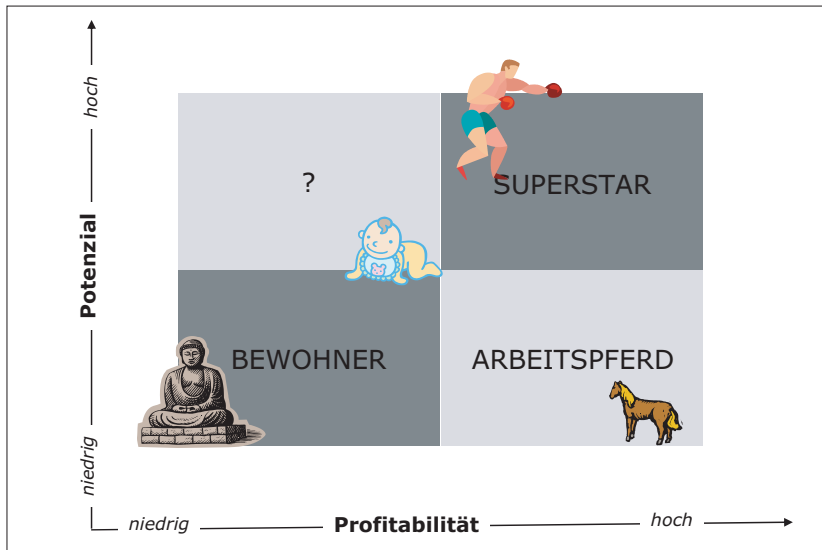 hoch
Potenzial
niedrig
?
SUPERSTAR
BEWOHNER
ARBEITSPFERD
niedrig
Profitabilität
hoch